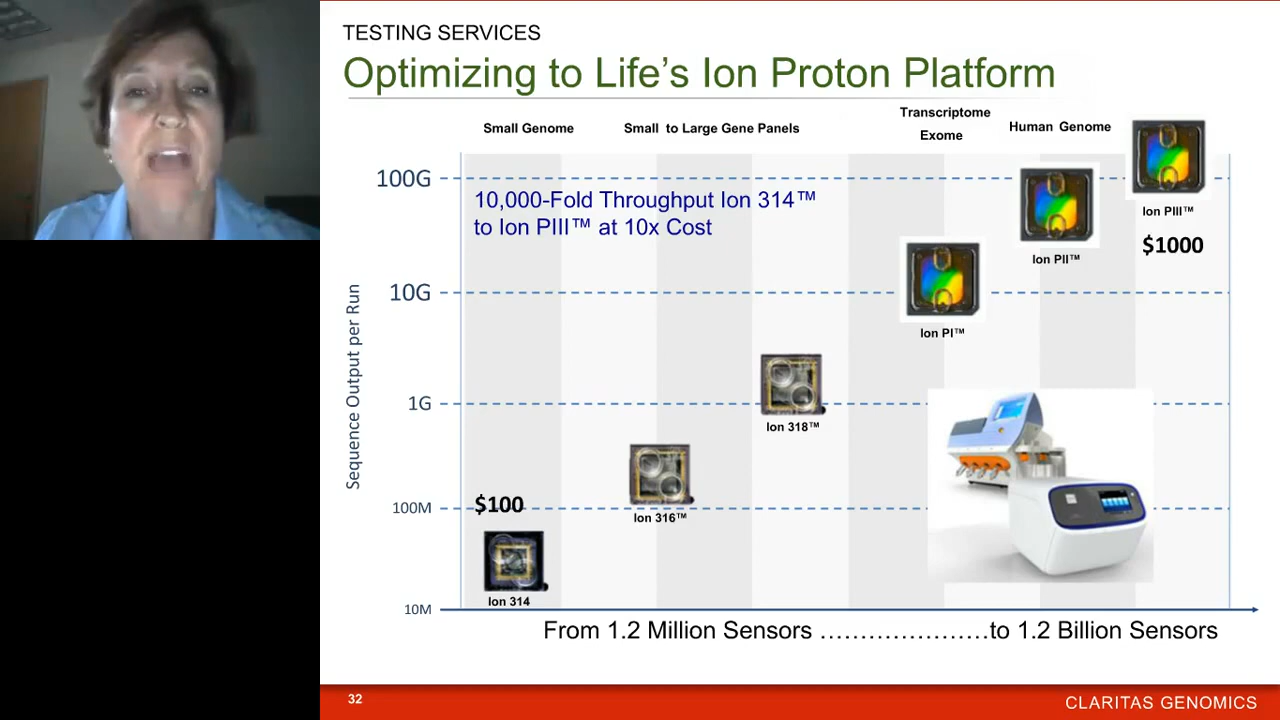 TESTING SERVICES
Optimizing to Life's Ion Proton Platform
Small Genome
Small to Large Gene Panels
Transcriptome
Exome
Human Genome
100G
10,000-Fold Throughput Ion 314™
to Ion PIII™ at 10x Cost
Ion PIII™
$1000
Ion PII™
10G
Ion PI™
Sequence Output per Run
1G
Ion 318™
100M
$100
Ion 316™
Ion 314
10M
From 1.2 Million Sensors …………………to 1.2 Billion Sensors
32
CLARITAS GENOMICS